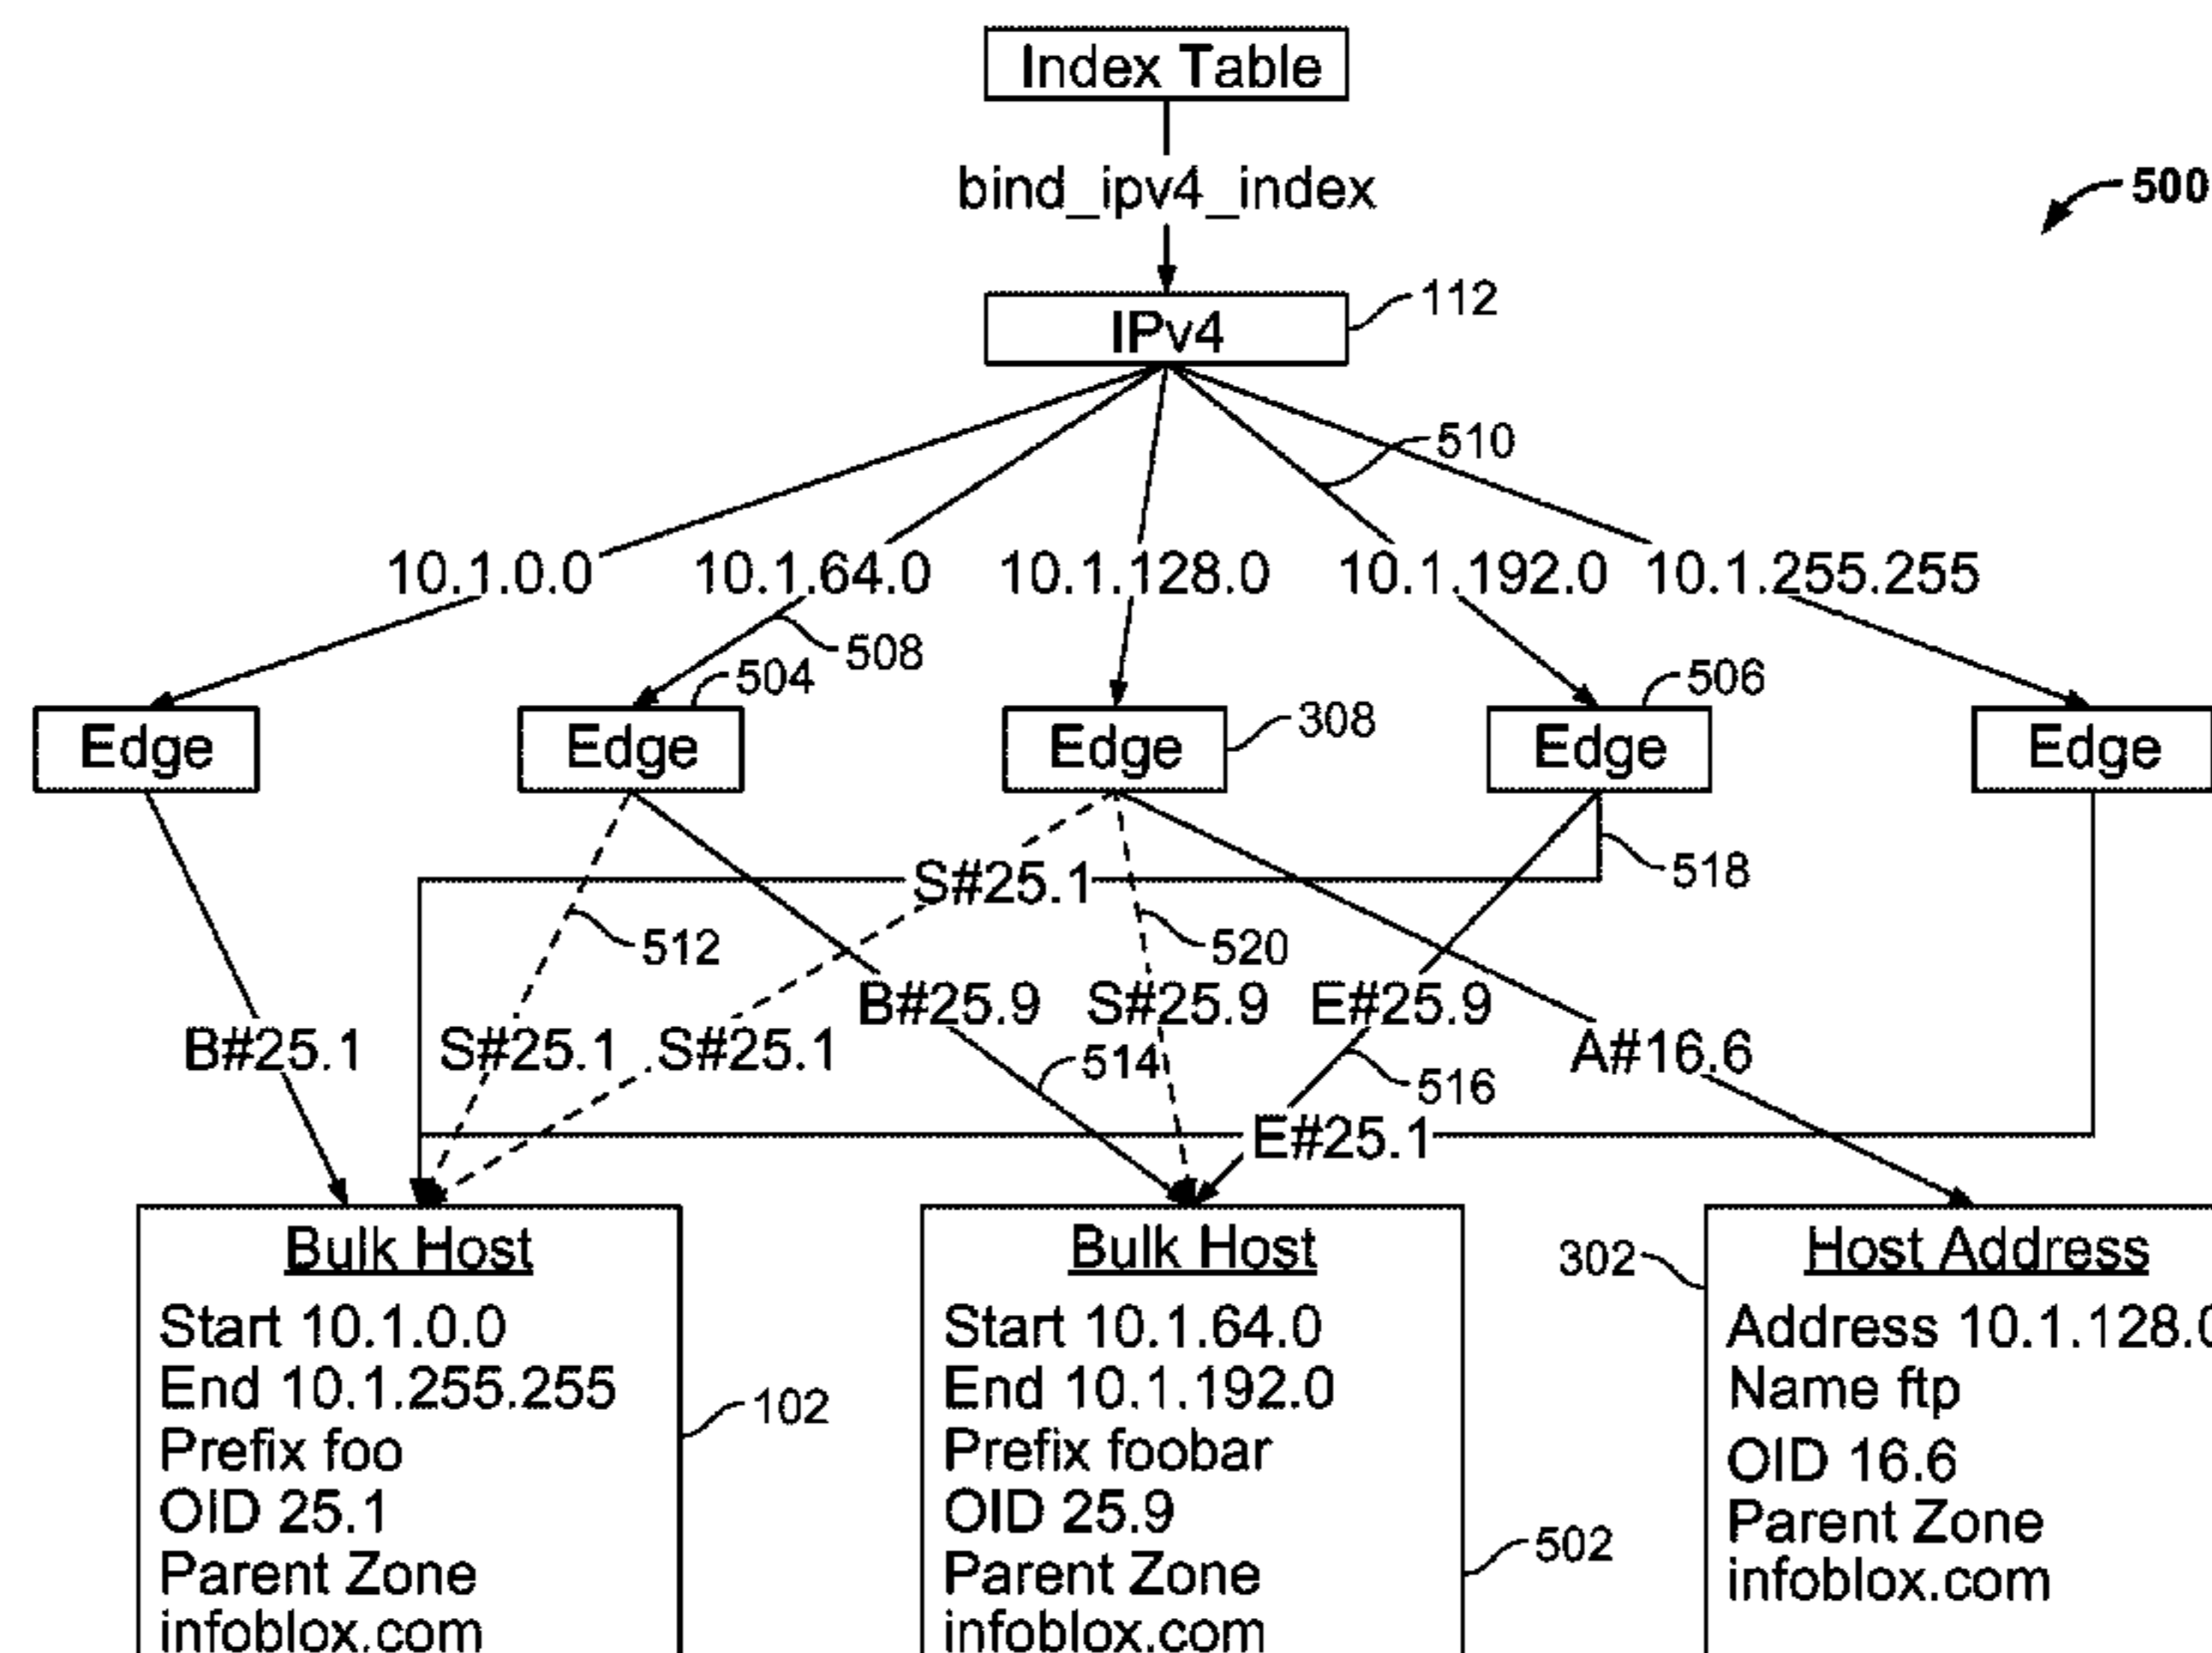 Index Table
bind_ipv4_index
500
IPv4
112
510
10.1.0.0
10.1.64.0
10.1.128.0
10.1.192.0
10.1.255.255
508
504
506
308
Edge
Edge
Edge
Edge
Edge
518
S#25.1
512
520
B#25.9
S#25.9
E#25.9
B#25.1
S#25.1
S#25.1
514
516
A#16.6
E#25.1
Bulk Host
Start 10.1.0.0
End 10.1.255.255
Prefix foo
OID 25.1
Parent Zone
infoblox.com
102
Bulk Host
Start 10.1.64.0
End 10.1.192.0
Prefix foobar
OID 25.9
Parent Zone
infoblox.com
502
302
Host Address
Address 10.1.128.0
Name ftp
OID 16.6
Parent Zone
infoblox.com